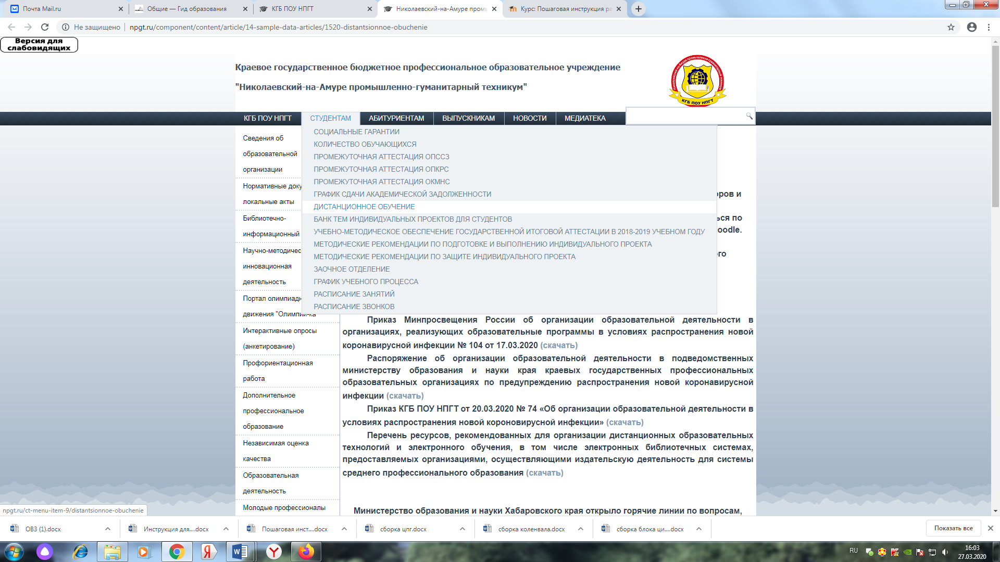 Почта Mail.ru
Общие — Гид образования
КГБ ПОУ НПГТ
Николаевский-на-Амуре пром
Курс: Пошаговая инструкция ра
Не защищено
npgt.ru/component/content/article/14-sample-data-articles/1520-distantsionnoe-obuchenie
Версия для
слабовидящих
Краевое государственное бюджетное профессиональное образовательное учреждение
"Николаевский-на-Амуре промышленно-гуманитарный техникум"
КГБ ПОУ НПГТ
КГБ ПОУ НПГТ
СТУДЕНТАМ
АБИТУРИЕНТАМ
ВЫПУСКНИКАМ
НОВОСТИ
МЕДИАТЕКА
СОЦИАЛЬНЫЕ ГАРАНТИИ
КОЛИЧЕСТВО ОБУЧАЮЩИХСЯ
ПРОМЕЖУТОЧНАЯ АТТЕСТАЦИЯ ОПССЗ
ПРОМЕЖУТОЧНАЯ АТТЕСТАЦИЯ ОПКРС
ПРОМЕЖУТОЧНАЯ АТТЕСТАЦИЯ ОКМНС
ГРАФИК СДАЧИ АКАДЕМИЧЕСКОЙ ЗАДОЛЖЕННОСТИ
ДИСТАНЦИОННОЕ ОБУЧЕНИЕ
БАНК ТЕМ ИНДИВИДУАЛЬНЫХ ПРОЕКТОВ ДЛЯ СТУДЕНТОВ
УЧЕБНО-МЕТОДИЧЕСКОЕ ОБЕСПЕЧЕНИЕ ГОСУДАРСТВЕННОЙ ИТОГОВОЙ АТТЕСТАЦИИ В 2018-2019 УЧЕБНОМ ГОДУ
МЕТОДИЧЕСКИЕ РЕКОМЕНДАЦИИ ПО ПОДГОТОВКЕ И ВЫПОЛНЕНИЮ ИНДИВИДУАЛЬНОГО ПРОЕКТА
МЕТОДИЧЕСКИЕ РЕКОМЕНДАЦИИ ПО ЗАЩИТЕ ИНДИВИДУАЛЬНОГО ПРОЕКТА
ЗАОЧНОЕ ОТДЕЛЕНИЕ
ГРАФИК УЧЕБНОГО ПРОЦЕССА
РАСПИСАНИЕ ЗАНЯТИЙ
РАСПИСАНИЕ ЗВОНКОВ
Сведения об
образовательной
организации
Нормативные доку
локальные акты
Библиотечно-
информационный
Научно-методичес
инновационная
деятельность
Портал олимпиадн
движения "Олимпий-ка"
Интерактивные опросы
(анкетирование)
Профориентационная
работа
Дополнительное
профессиональное
образование
Независимая оценка
качества
Образовательная
деятельность
Молодые профессионалы
ров и
ься по
oodle.
го
Приказ Минпросвещения России об организации образовательной деятельности в
организациях, реализующих образовательные программы в условиях распространения новой
коронавирусной инфекции № 104 от 17.03.2020 (скачать)
Распоряжение об организации образовательной деятельности в подведомственных
министерству образования и науки края краевых государственных профессиональных
образовательных организациях по предупреждению распространения новой коронавирусной
инфекции (скачать)
Приказ КГБ ПОУ НПГТ от 20.03.2020 № 74 «Об организации образовательной деятельности в
условиях распространения новой короновирусной инфекции» (скачать)
Перечень ресурсов, рекомендованных для организации дистанционных образовательных
технологий и электронного обучения, в том числе электронных библиотечных системах,
предоставляемых организациями, осуществляющими издательскую деятельность для системы
среднего профессионального образования (скачать)
Министерство образования и науки Хабаровского края открыло горячие линии по вопросам,
npgt.ru/ct-menu-item-9/distantsionnoe-obuchenie
ОВЗ (1).docx
Инструкция для....docx
Пошаговая инст....docx
сборка цпг.docx
сборка коленвала.docx
сборка блока ци....docx
Показать все
RU
16:03
27.03.2020